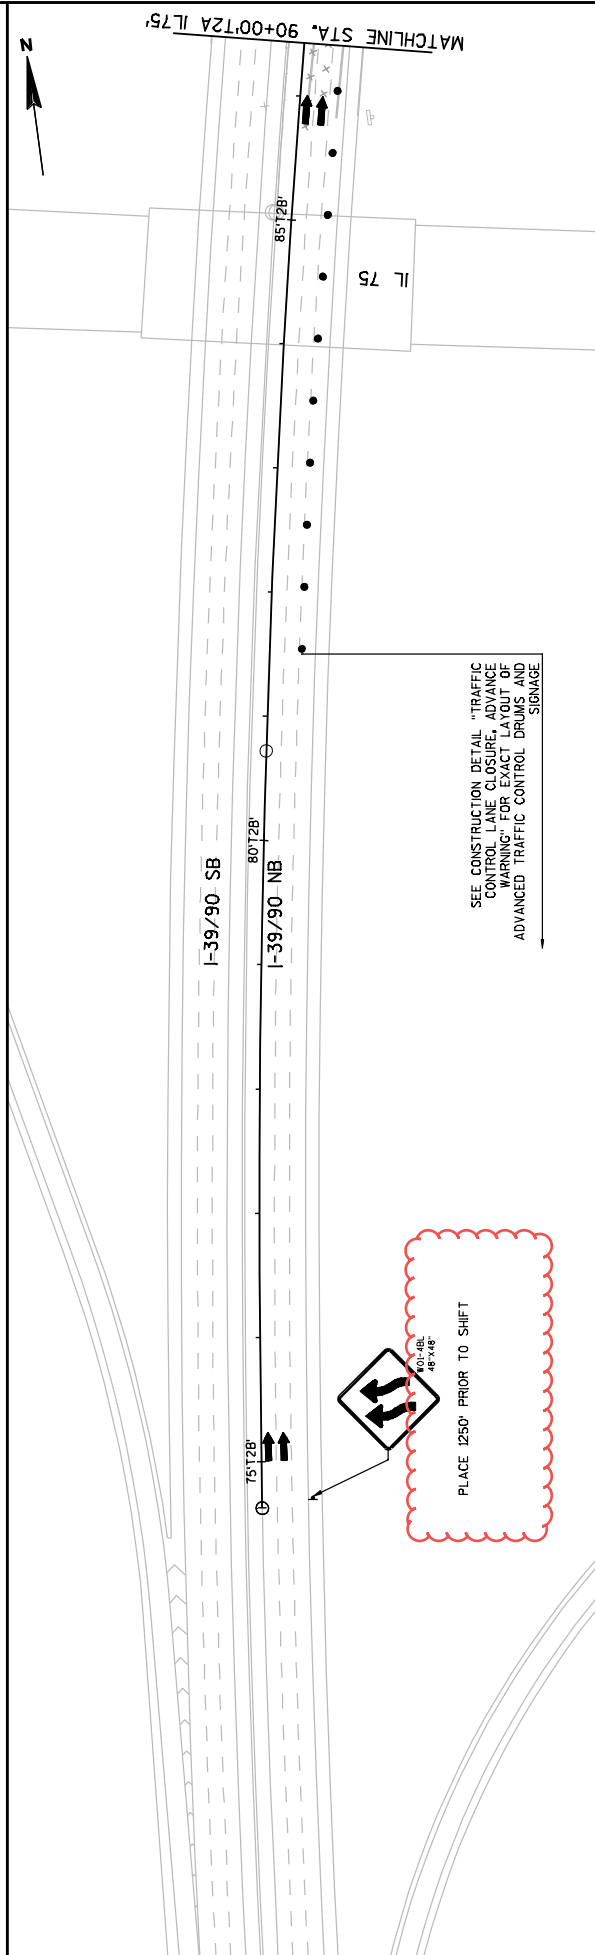 MATCHLINE STA. 90+00'T2A IL75'
N
85'T2B'
IL 75
SEE CONSTRUCTION DETAIL "TRAFFIC
CONTROL LANE CLOSURE, ADVANCE
WARNING" FOR EXACT LAYOUT OF
ADVANCED TRAFFIC CONTROL DRUMS AND
SIGNAGE
80'T2B'
I-39/90 SB
I-39/90 NB
W01-4BL
48"X48"
PLACE 1250' PRIOR TO SHIFT
75'T2B'